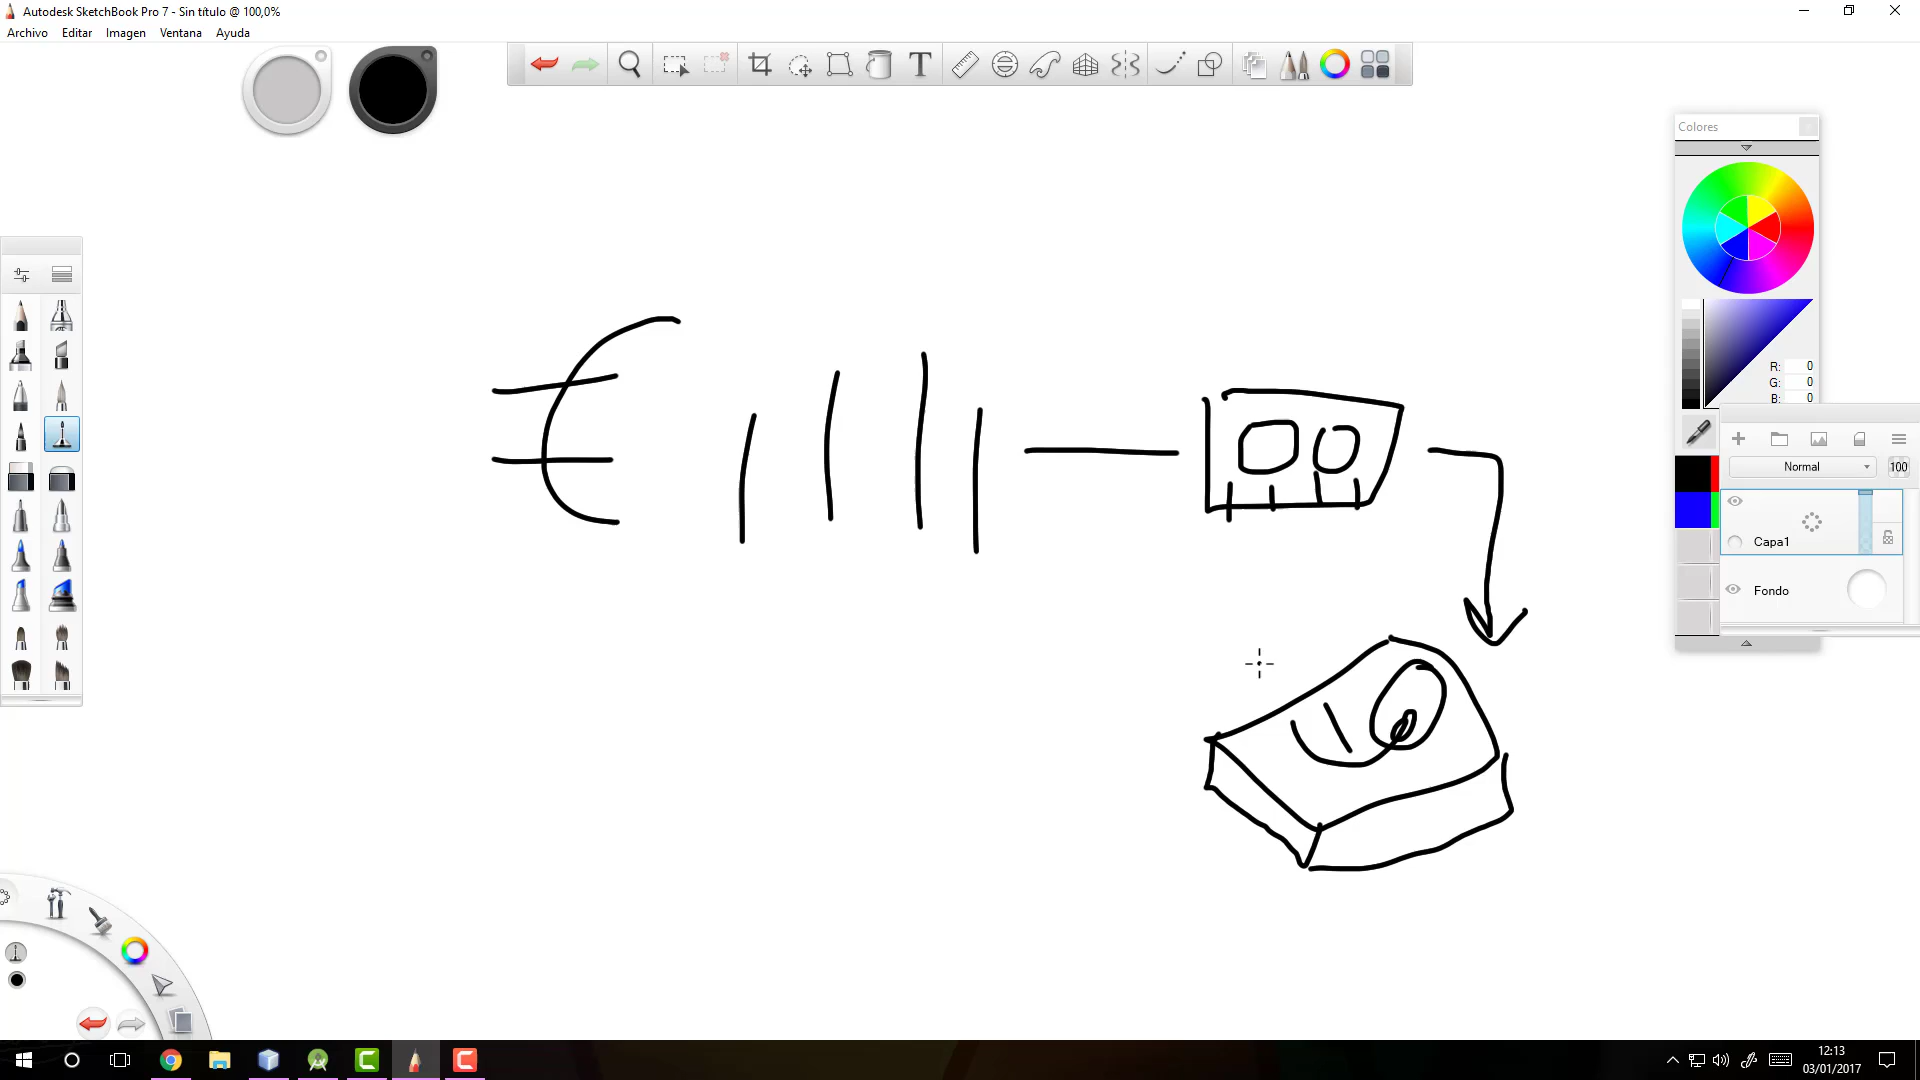 Autodesk SketchBook Pro 7 - Sin título @ 100,0%
Archivo Editar Imagen Ventana Ayuda
T
Colores
R: 0
G: 0
B: 0
Normal 100
Capa1
Fondo
€
12:13
03/01/2017